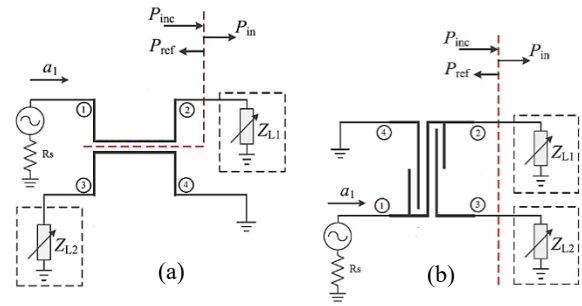 P_inc
P_in
P_ref
a_1
①
②
Z_L1
Rs
③
④
Z_L2
(a)
P_inc
P_in
P_ref
④
②
Z_L1
a_1
①
③
Z_L2
Rs
(b)